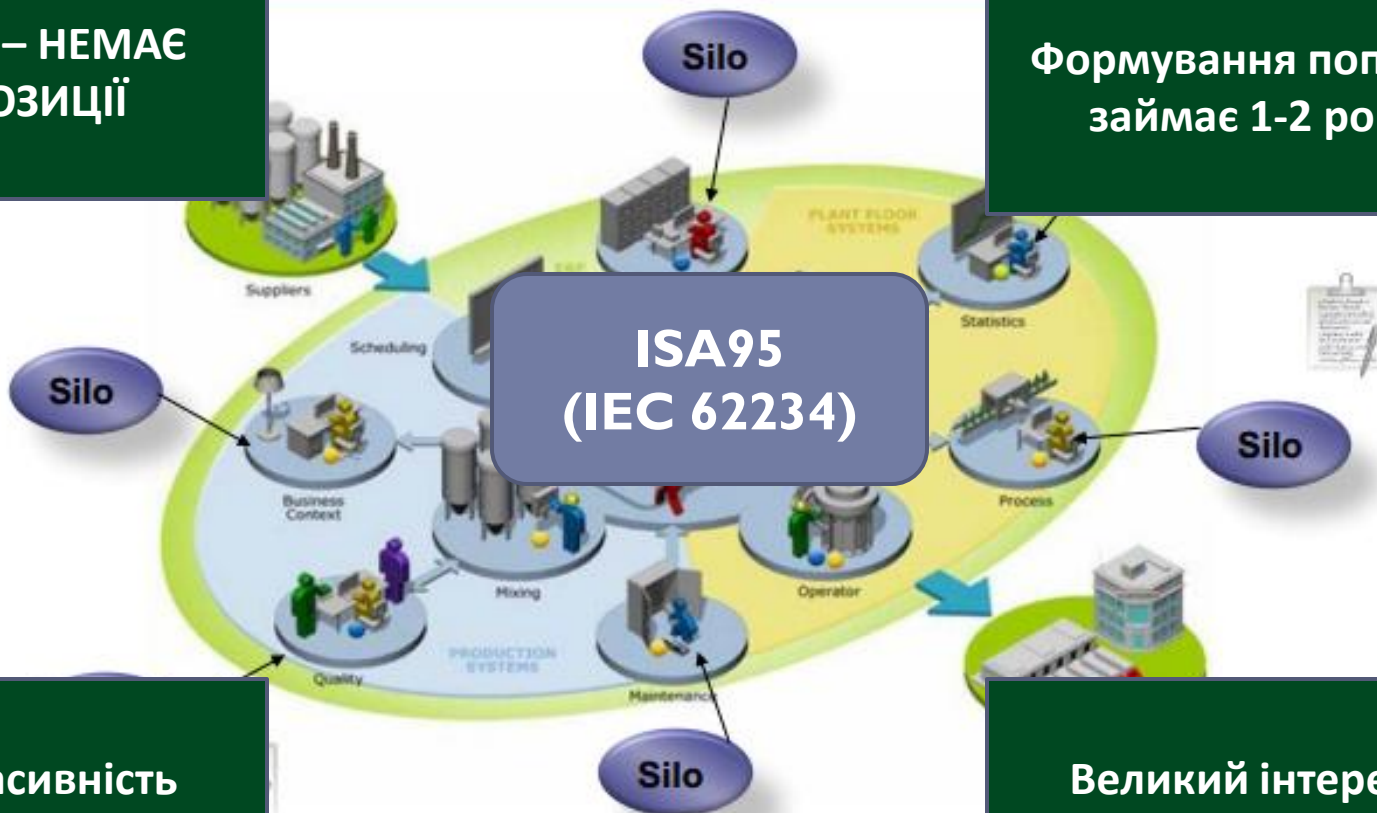 – НЕМАЄ
ОЗИЦІЇ
Silo
Формування поп
займає 1-2 ро
PLANT FLOOR
SYSTEMS
ERP
Suppliers
Statistics
Scheduling
ISA95
(IEC 62234)
Silo
Silo
Business
Context
Process
Mixing
Operator
PRODUCTION
SYSTEMS
Quality
Maintenance
Silo
асивність
Великий інтере